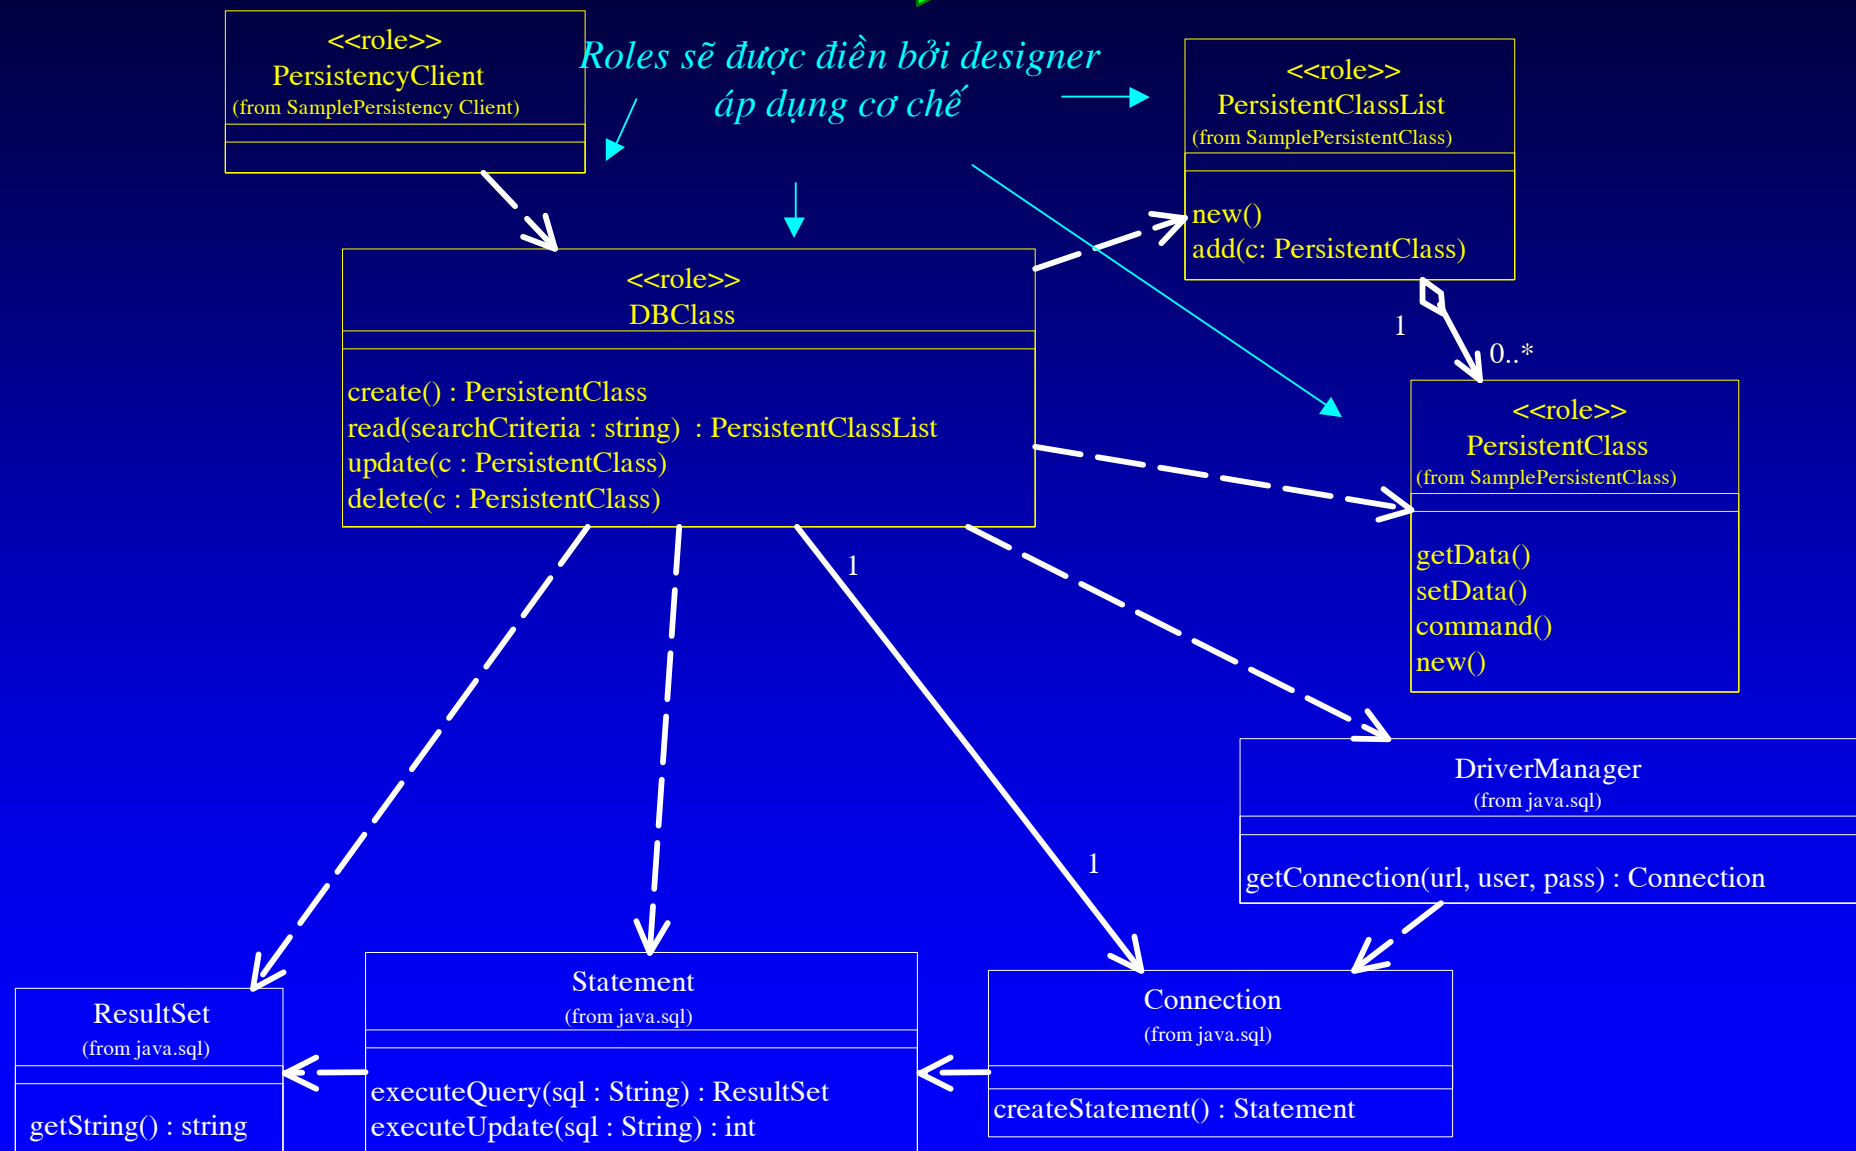 <<role>>
PersistencyClient
(from SamplePersistency Client)
Roles sẽ được điền bởi designer
áp dụng cơ chế
<<role>>
PersistentClassList
(from SamplePersistentClass)
new()
add(c: PersistentClass)
<<role>>
DBClass
create() : PersistentClass
read(searchCriteria : string)  : PersistentClassList
update(c : PersistentClass)
delete(c : PersistentClass)
1
0..*
<<role>>
PersistentClass
(from SamplePersistentClass)
getData()
setData()
command()
new()
1
1
DriverManager
(from java.sql)
getConnection(url, user, pass) : Connection
ResultSet
(from java.sql)
getString() : string
Statement
(from java.sql)
executeQuery(sql : String) : ResultSet
executeUpdate(sql : String) : int
Connection
(from java.sql)
createStatement() : Statement